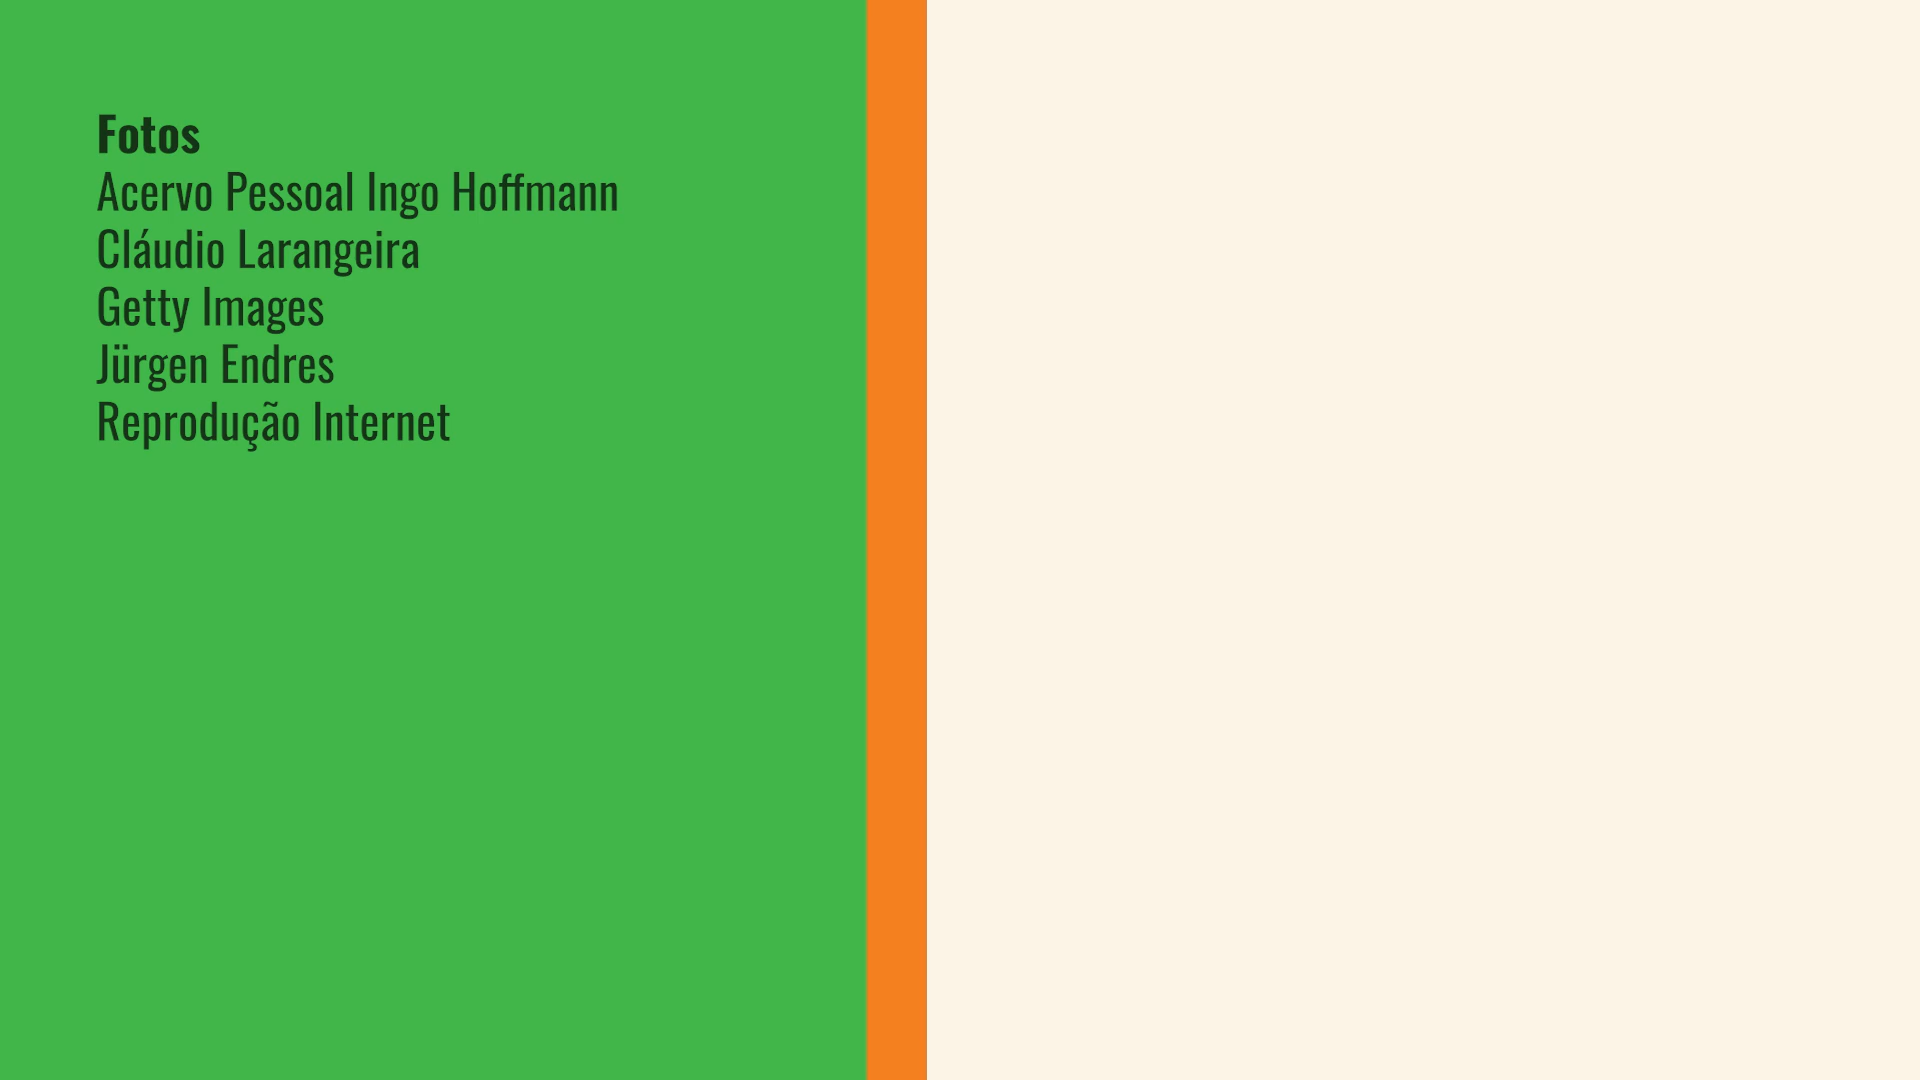 Fotos
Acervo Pessoal Ingo Hoffmann
Cláudio Larangeira
Getty Images
Jürgen Endres
Reprodução Internet